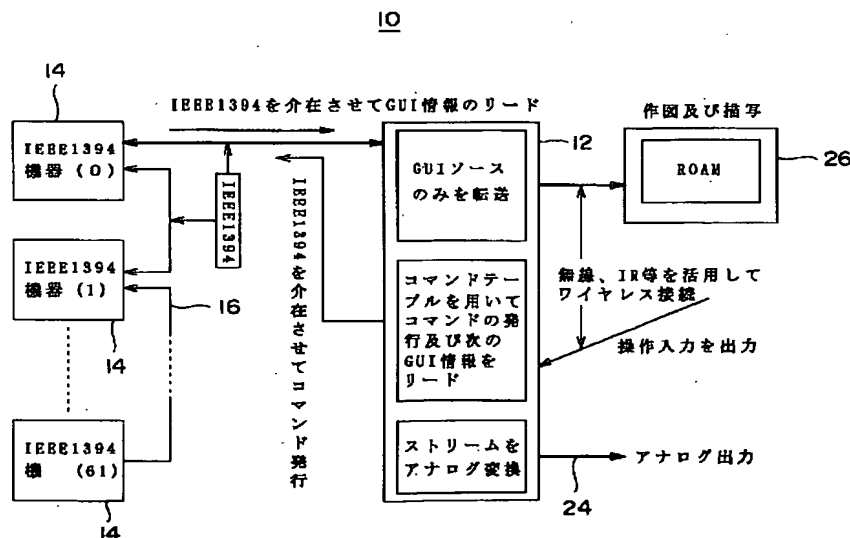 10
14
IEEE1394を介在させてGUI情報のリード
作図及び描写
IEEE1394
機器(0)
12
GUIソース
のみを転送
ROAM
26
IEEE1394
IEEE1394を介在させてコマンド発行
IEEE1394
機器(1)
16
14
コマンドテー
ブルを用いて
コマンドの発
行及び次の
GUI情報を
リード
無線、IR等を活用して
ワイヤレス接続
操作入力を出力
14
IEEE1394
機 (61)
ストリームを
アナログ変換
アナログ出力
24
14